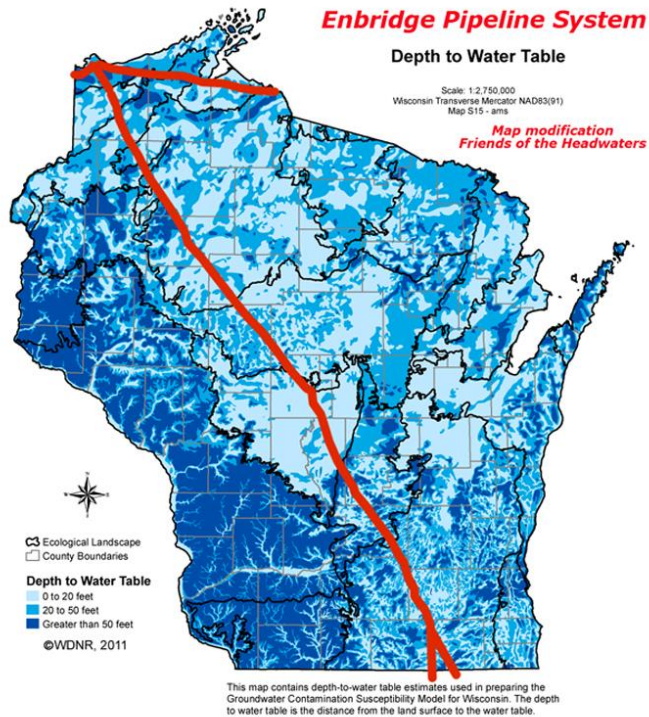 Enbridge Pipeline System
Depth to Water Table
Scale: 1:2,750,000
Wisconsin Transverse Mercator NAD83(91)
Map S15 - ams
Map modification
Friends of the Headwaters
N
W
E
S
Ecological Landscape
County Boundaries
Depth to Water Table
0 to 20 feet
20 to 50 feet
Greater than 50 feet
©WDNR, 2011
This map contains depth-to-water table estimates used in preparing the
Groundwater Contamination Susceptibility Model for Wisconsin. The depth
to water table is the distance from the land surface to the water table.